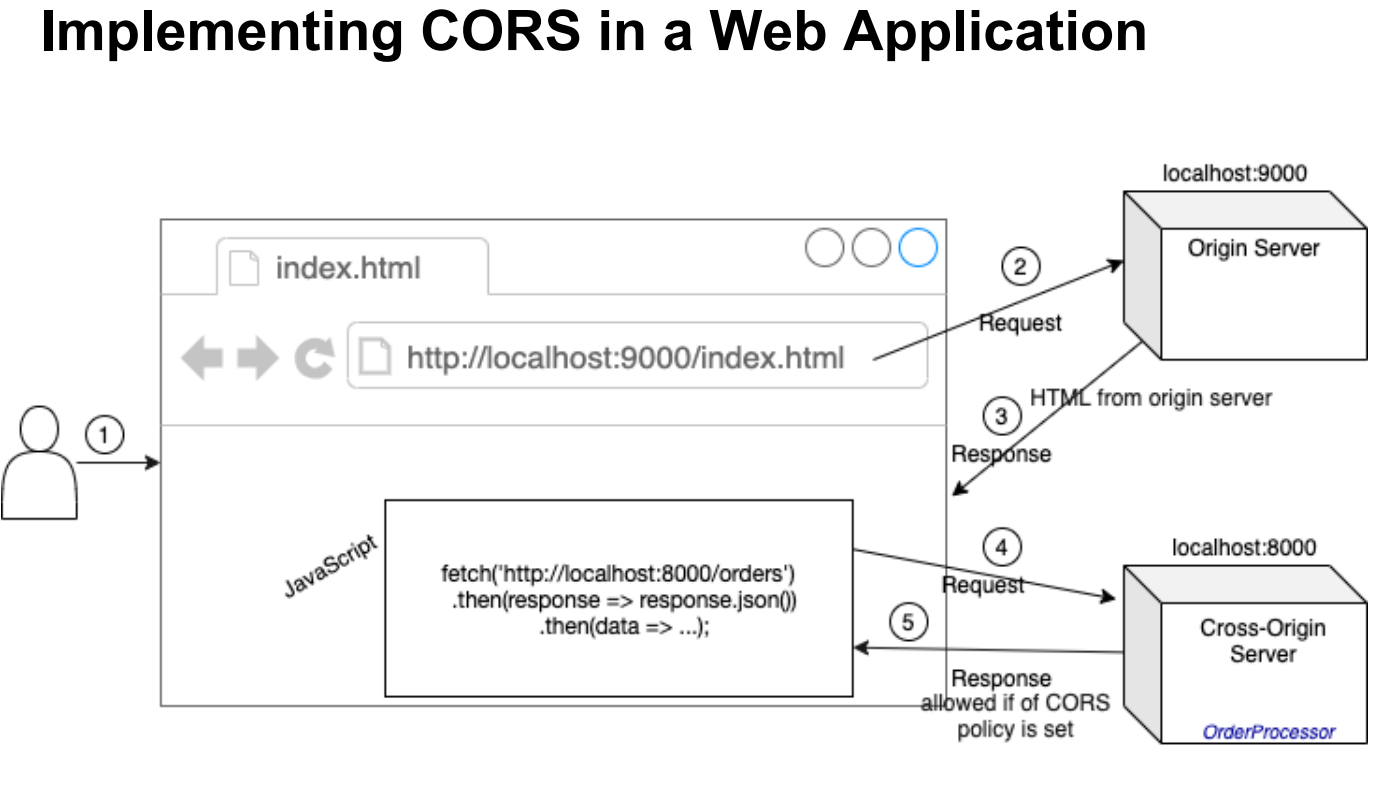 Implementing CORS in a Web Application
localhost:9000
Origin Server
index.html
2
Request
http://localhost:9000/index.html
HTML from origin server
3
Response
1
JavaScript
fetch('http://localhost:8000/orders')
.then(response => response.json())
.then(data => ...);
4
Request
localhost:8000
5
Cross-Origin
Server
Response
allowed if of CORS
policy is set
OrderProcessor